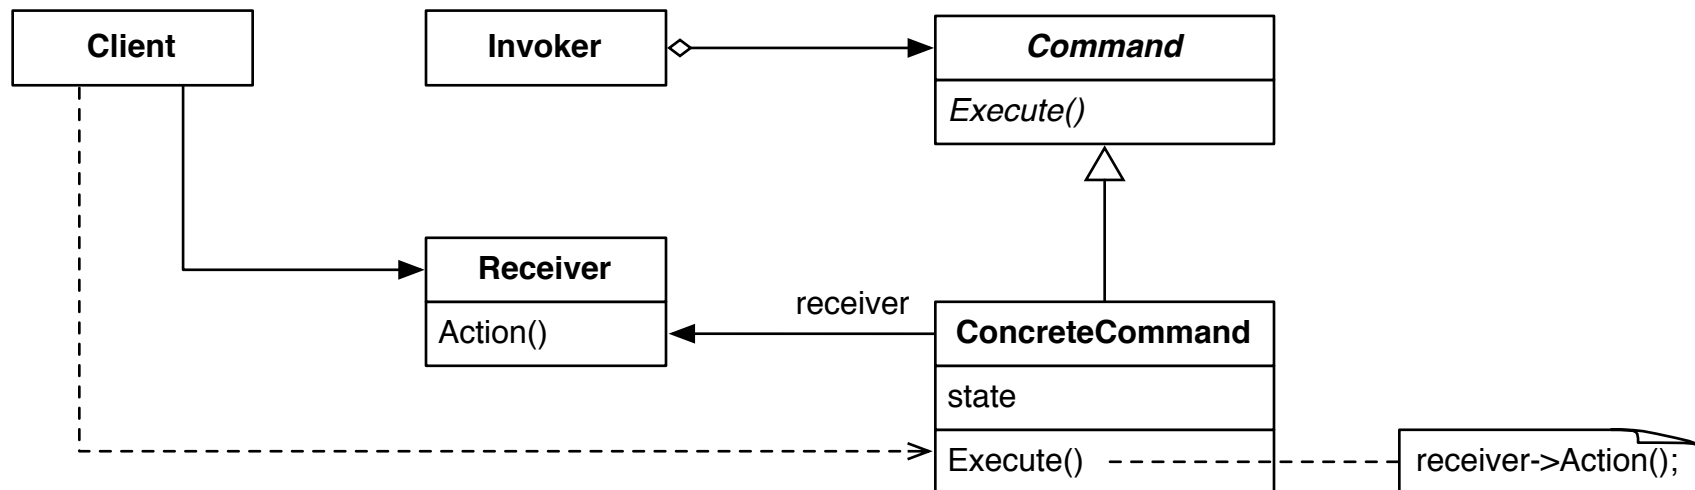 Client
Invoker
Command
Execute()
Receiver
Action()
receiver
ConcreteCommand
state
Execute()
receiver->Action();